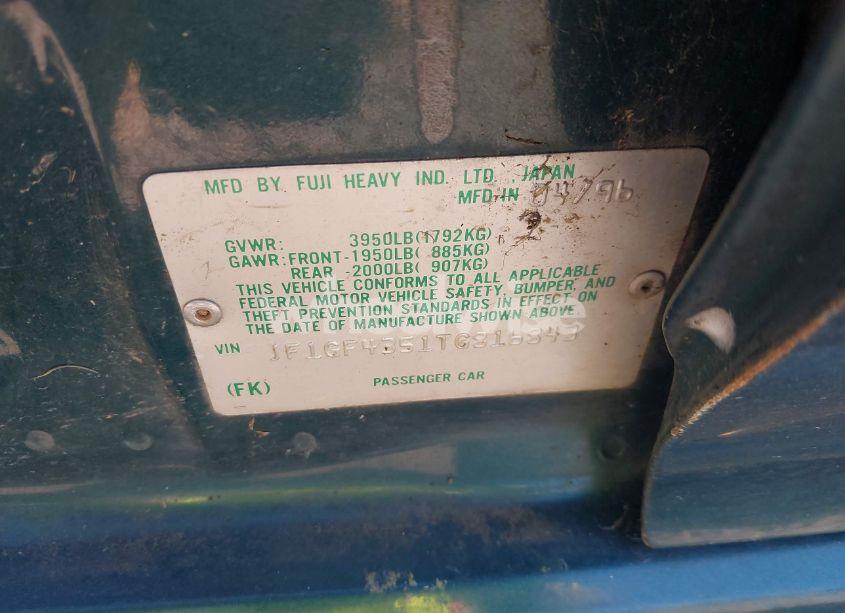 MFD BY FUJI HEAVY IND. LTD., JAPAN
MFD IN 04/96
GVWR: 3950LB(1792KG)
GAWR:FRONT-1950LB( 885KG)
REAR -2000LB( 907KG)
THIS VEHICLE CONFORMS TO ALL APPLICABLE
FEDERAL MOTOR VEHICLE SAFETY, BUMPER, AND
THEFT PREVENTION STANDARDS IN EFFECT ON
THE DATE OF MANUFACTURE SHOWN ABOVE
VIN
(FK) PASSENGER CAR